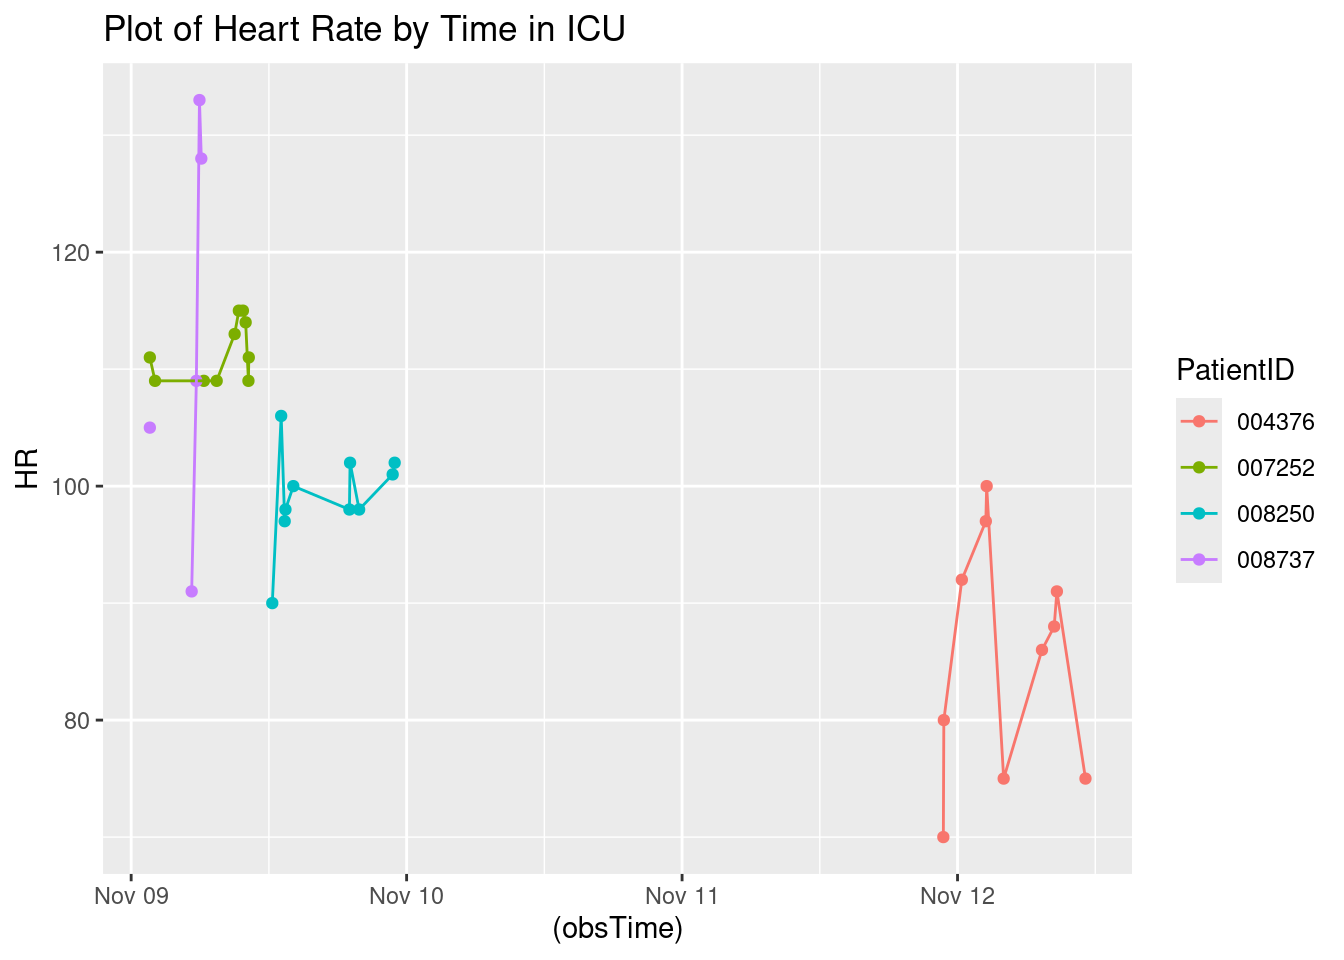 Plot of Heart Rate by Time in ICU
HR
120
100
80
Nov 09
Nov 10
Nov 11
Nov 12
(obsTime)
PatientID
004376
007252
008250
008737